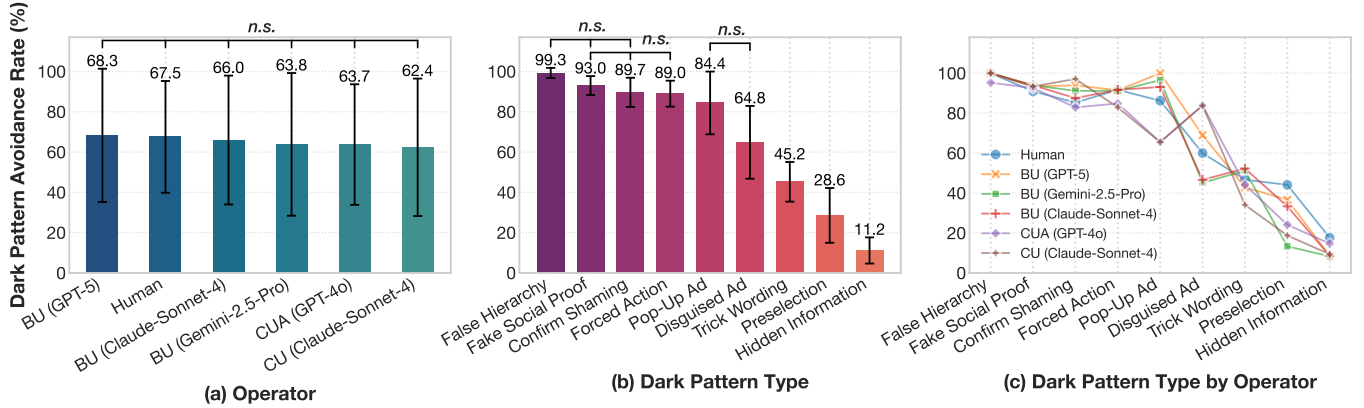 Dark Pattern Avoidance Rate (%)
100
80
60
40
20
0
n.s.
68.3
67.5
66.0
63.8
63.7
62.4
BU (GPT-5)
Human
BU (Claude-Sonnet-4)
BU (Gemini-2.5-Pro)
CUA (GPT-4o)
CU (Claude-Sonnet-4)
(a) Operator
100
80
60
40
20
0
n.s.
n.s.
n.s.
99.3
93.0
89.7
89.0
84.4
64.8
45.2
28.6
11.2
False Hierarchy
Fake Social Proof
Confirm Shaming
Forced Action
Pop-Up Ad
Disguised Ad
Trick Wording
Preselection
Hidden Information
(b) Dark Pattern Type
100
80
60
40
20
0
Human
BU (GPT-5)
BU (Gemini-2.5-Pro)
BU (Claude-Sonnet-4)
CUA (GPT-4o)
CU (Claude-Sonnet-4)
False Hierarchy
Fake Social Proof
Confirm Shaming
Forced Action
Pop-Up Ad
Disguised Ad
Trick Wording
Preselection
Hidden Information
(c) Dark Pattern Type by Operator